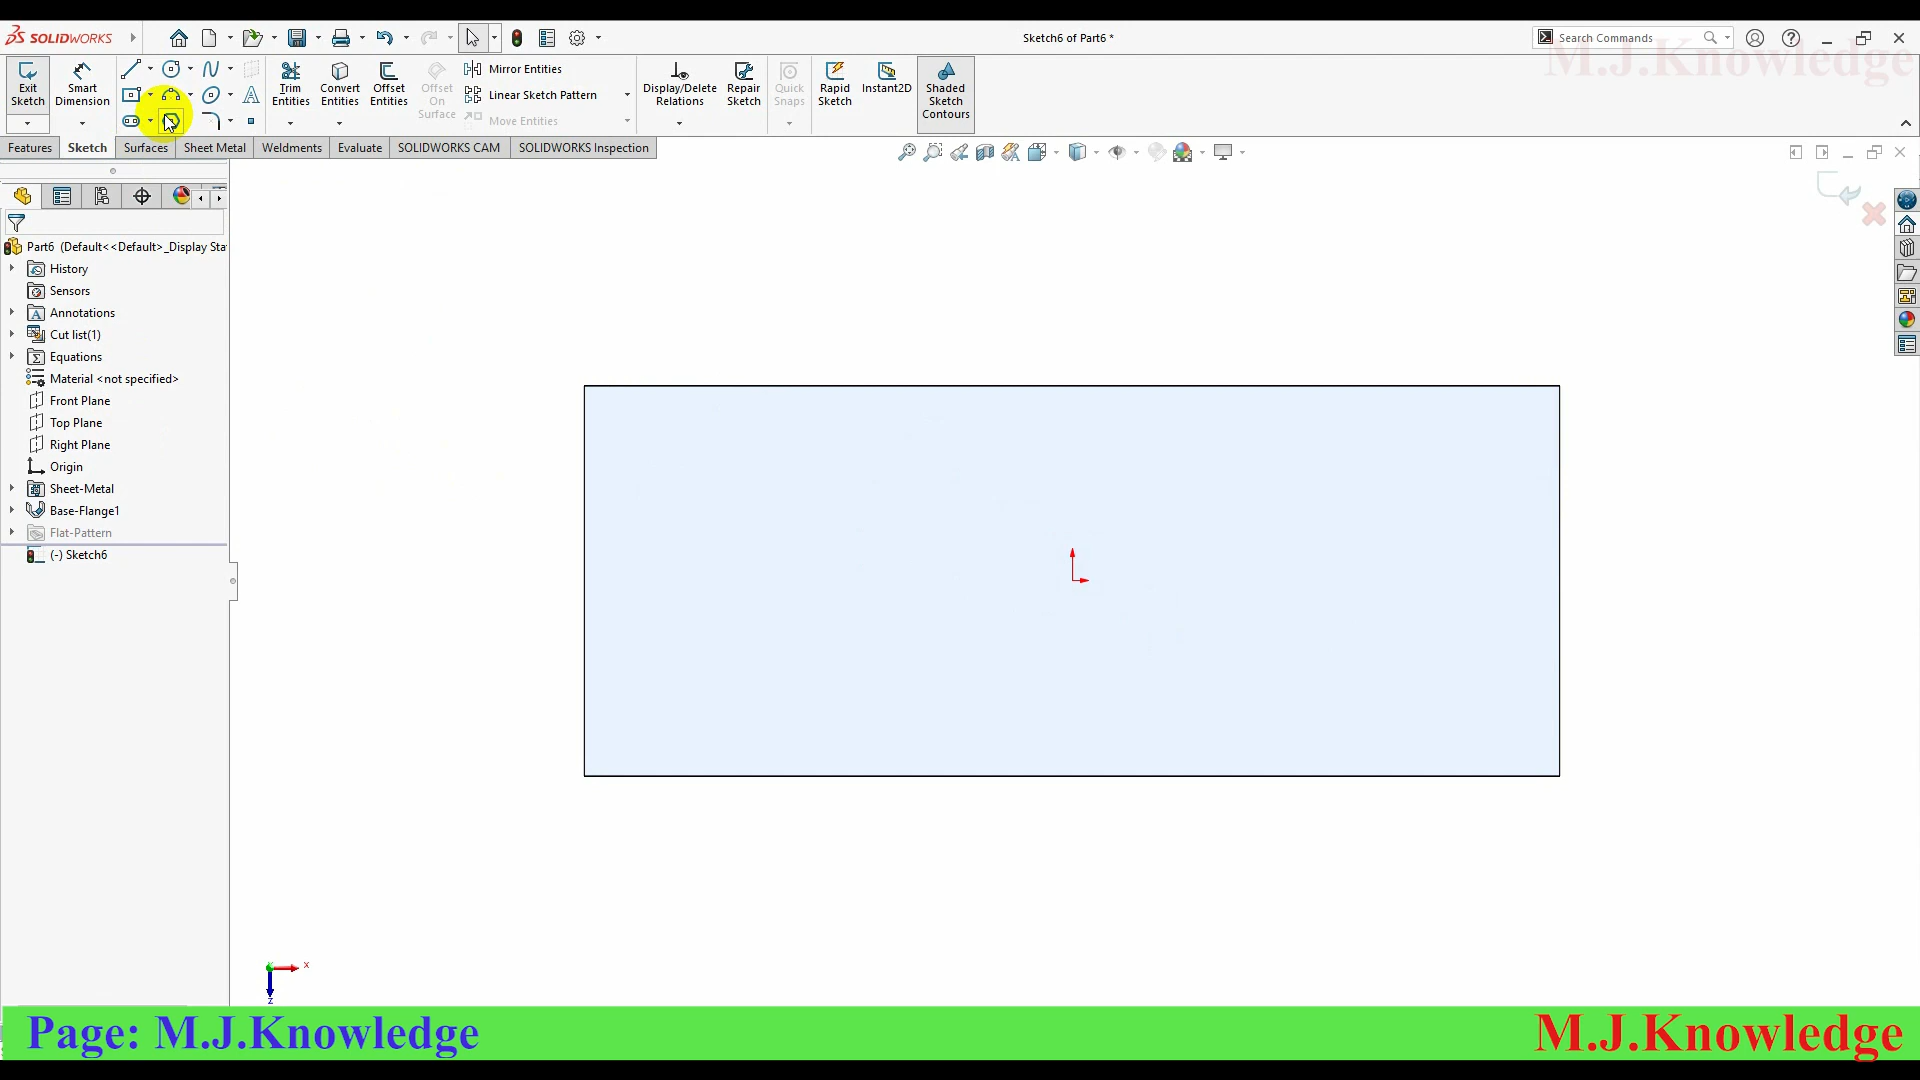 SOLIDWORKS
Sketch6 of Part6 *
Search Commands
M.J.Knowledge
Exit Sketch
Smart Dimension
Trim Entities
Convert Entities
Offset Entities
Offset On Surface
Mirror Entities
Linear Sketch Pattern
Move Entities
Display/Delete Relations
Repair Sketch
Quick Snaps
Rapid Sketch
Instant2D
Shaded Sketch Contours
Features
Sketch
Surfaces
Sheet Metal
Weldments
Evaluate
SOLIDWORKS CAM
SOLIDWORKS Inspection
Part6 (Default<<Default>_Display Sta
History
Sensors
Annotations
Cut list(1)
Equations
Material <not specified>
Front Plane
Top Plane
Right Plane
Origin
Sheet-Metal
Base-Flange1
Flat-Pattern
(-) Sketch6
X
Z
Page: M.J.Knowledge
M.J.Knowledge